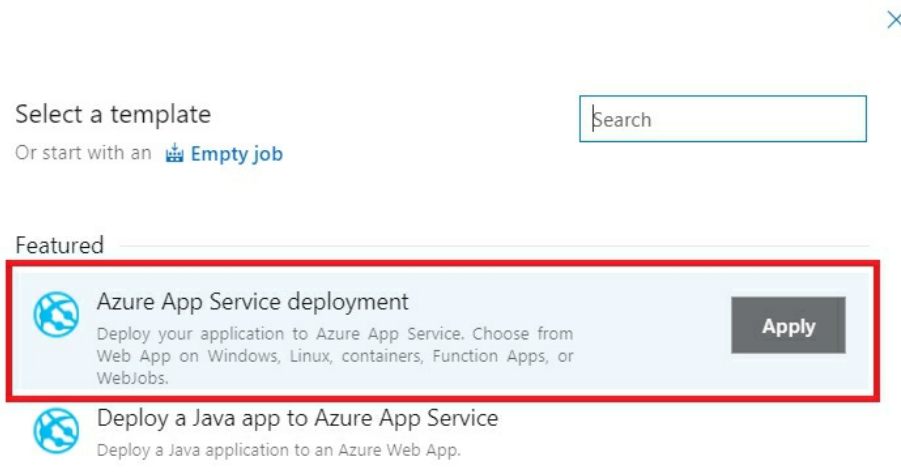 Select a template
Search
Or start with an Empty job
Featured
Azure App Service deployment
Deploy your application to Azure App Service. Choose from
Web App on Windows, Linux, containers, Function Apps, or
WebJobs.
Apply
Deploy a Java app to Azure App Service
Deploy a Java application to an Azure Web App.